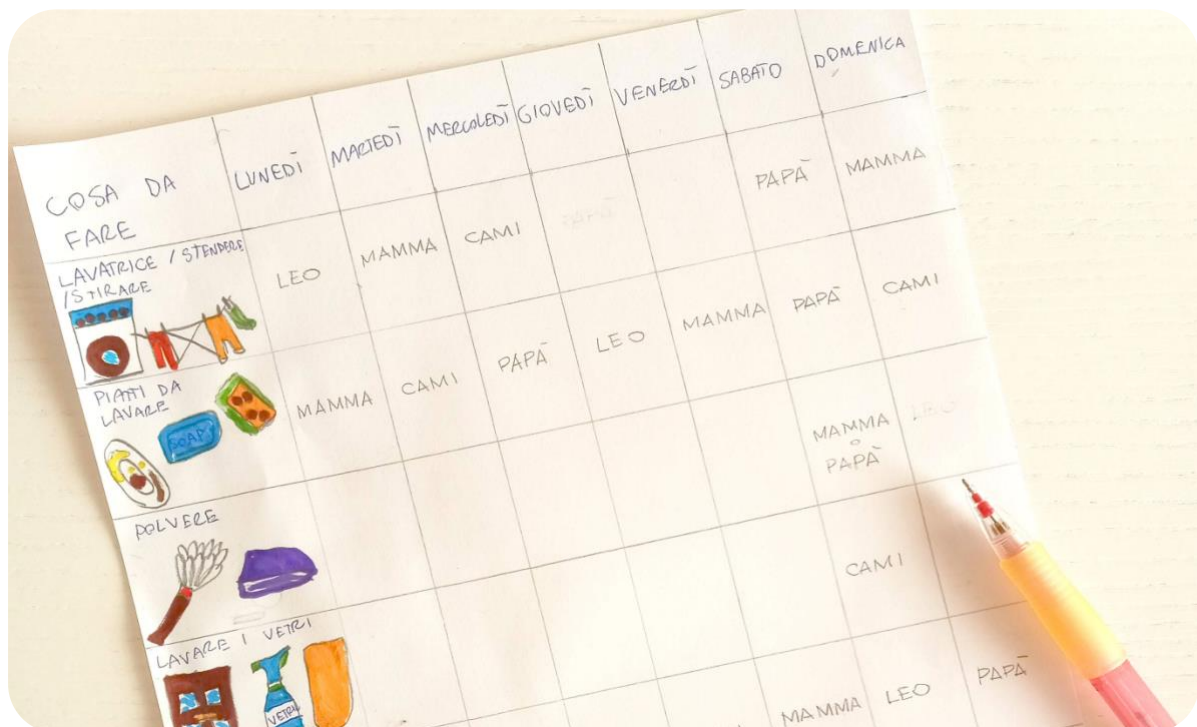 COSA DA
FARE
LUNEDÌ
MARTEDÌ
MERCOLEDÌ
GIOVEDÌ
VENERDÌ
SABATO
DOMENICA
LAVATRICE / STENDERE
/STIRARE
LEO
MAMMA
CAMI
PAPÀ
PAPÀ
MAMMA
PIATTI DA
LAVARE
SOAP
MAMMA
CAMI
PAPÀ
LEO
MAMMA
PAPÀ
CAMI
POLVERE
MAMMA
O
PAPÀ
LEO
LAVARE I VETRI
VETRI
CAMI
MAMMA
LEO
PAPÀ